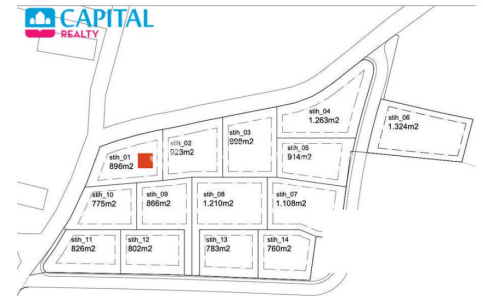 CAPITAL
REALTY
stih_04
1.263m2
stih_06
1.324m2
stih_03
998m2
stih_02
923m2
stih_05
914m2
stih_01
896m2
stih_10
775m2
stih_09
866m2
stih_08
1.210m2
stih_07
1.108m2
stih_11
826m2
stih_12
802m2
stih_13
783m2
stih_14
760m2